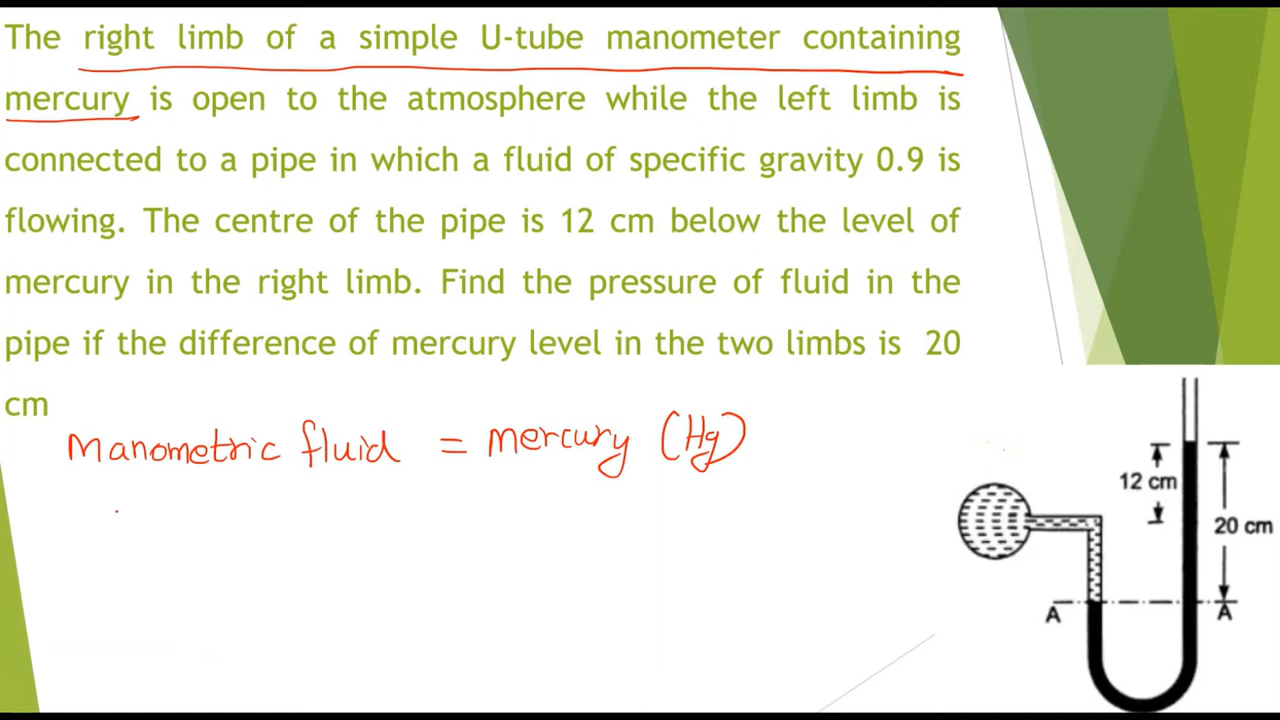 The right limb of a simple U-tube manometer containing
mercury is open to the atmosphere while the left limb is
connected to a pipe in which a fluid of specific gravity 0.9 is
flowing. The centre of the pipe is 12 cm below the level of
mercury in the right limb. Find the pressure of fluid in the
pipe if the difference of mercury level in the two limbs is 20
cm
Manometric fluid = mercury (Hg)
12 cm
20 cm
A
A